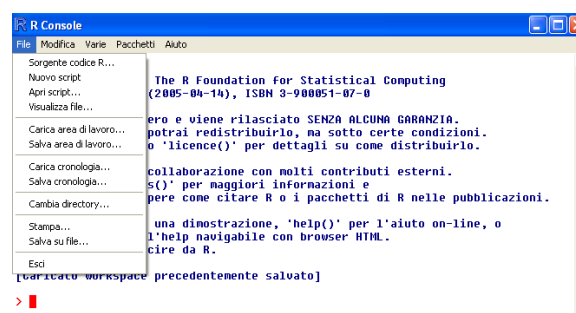 R Console
File Modifica Varie Pacchetti Aiuto
Sorgente codice R...
Nuovo script
Apri script...
Visualizza file...
Carica area di lavoro...
Salva area di lavoro...
Carica cronologia...
Salva cronologia...
Cambia directory...
Stampa...
Salva su file...
Esci
The R Foundation for Statistical Computing
(2005-04-14), ISBN 3-900051-07-0
ero e viene rilasciato SENZA ALCUNA GARANZIA.
potrai redistribuirlo, ma sotto certe condizioni.
o 'licence()' per dettagli su come distribuirlo.
collaborazione con molti contributi esterni.
s()' per maggiori informazioni e
pere come citare R o i pacchetti di R nelle pubblicazioni.
una dimostrazione, 'help()' per l'aiuto on-line, o
l'help navigabile con browser HTML.
cire da R.
[Caricato workspace precedentemente salvato]
>